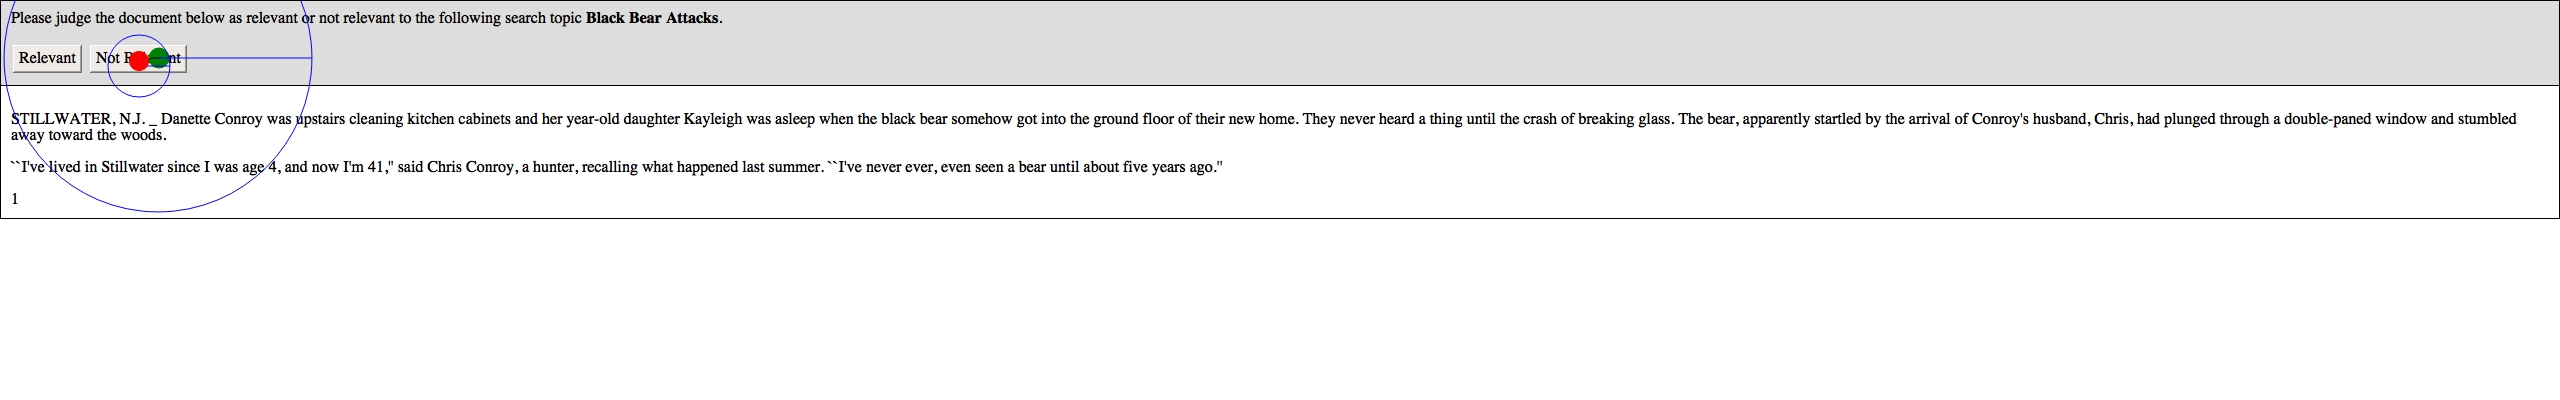 Please judge the document below as relevant or not relevant to the following search topic Black Bear Attacks.
Relevant Not
STILLWATER, N.J. _ Danette Conroy was upstairs cleaning kitchen cabinets and her year-old daughter Kayleigh was asleep when the black bear somehow got into the ground floor of their new home. They never heard a thing until the crash of breaking glass. The bear, apparently startled by the arrival of Conroy's husband, Chris, had plunged through a double-paned window and stumbled
away toward the woods.
``I've lived in Stillwater since I was age 4, and now I'm 41,'' said Chris Conroy, a hunter, recalling what happened last summer. ``I've never ever, even seen a bear until about five years ago.''
1